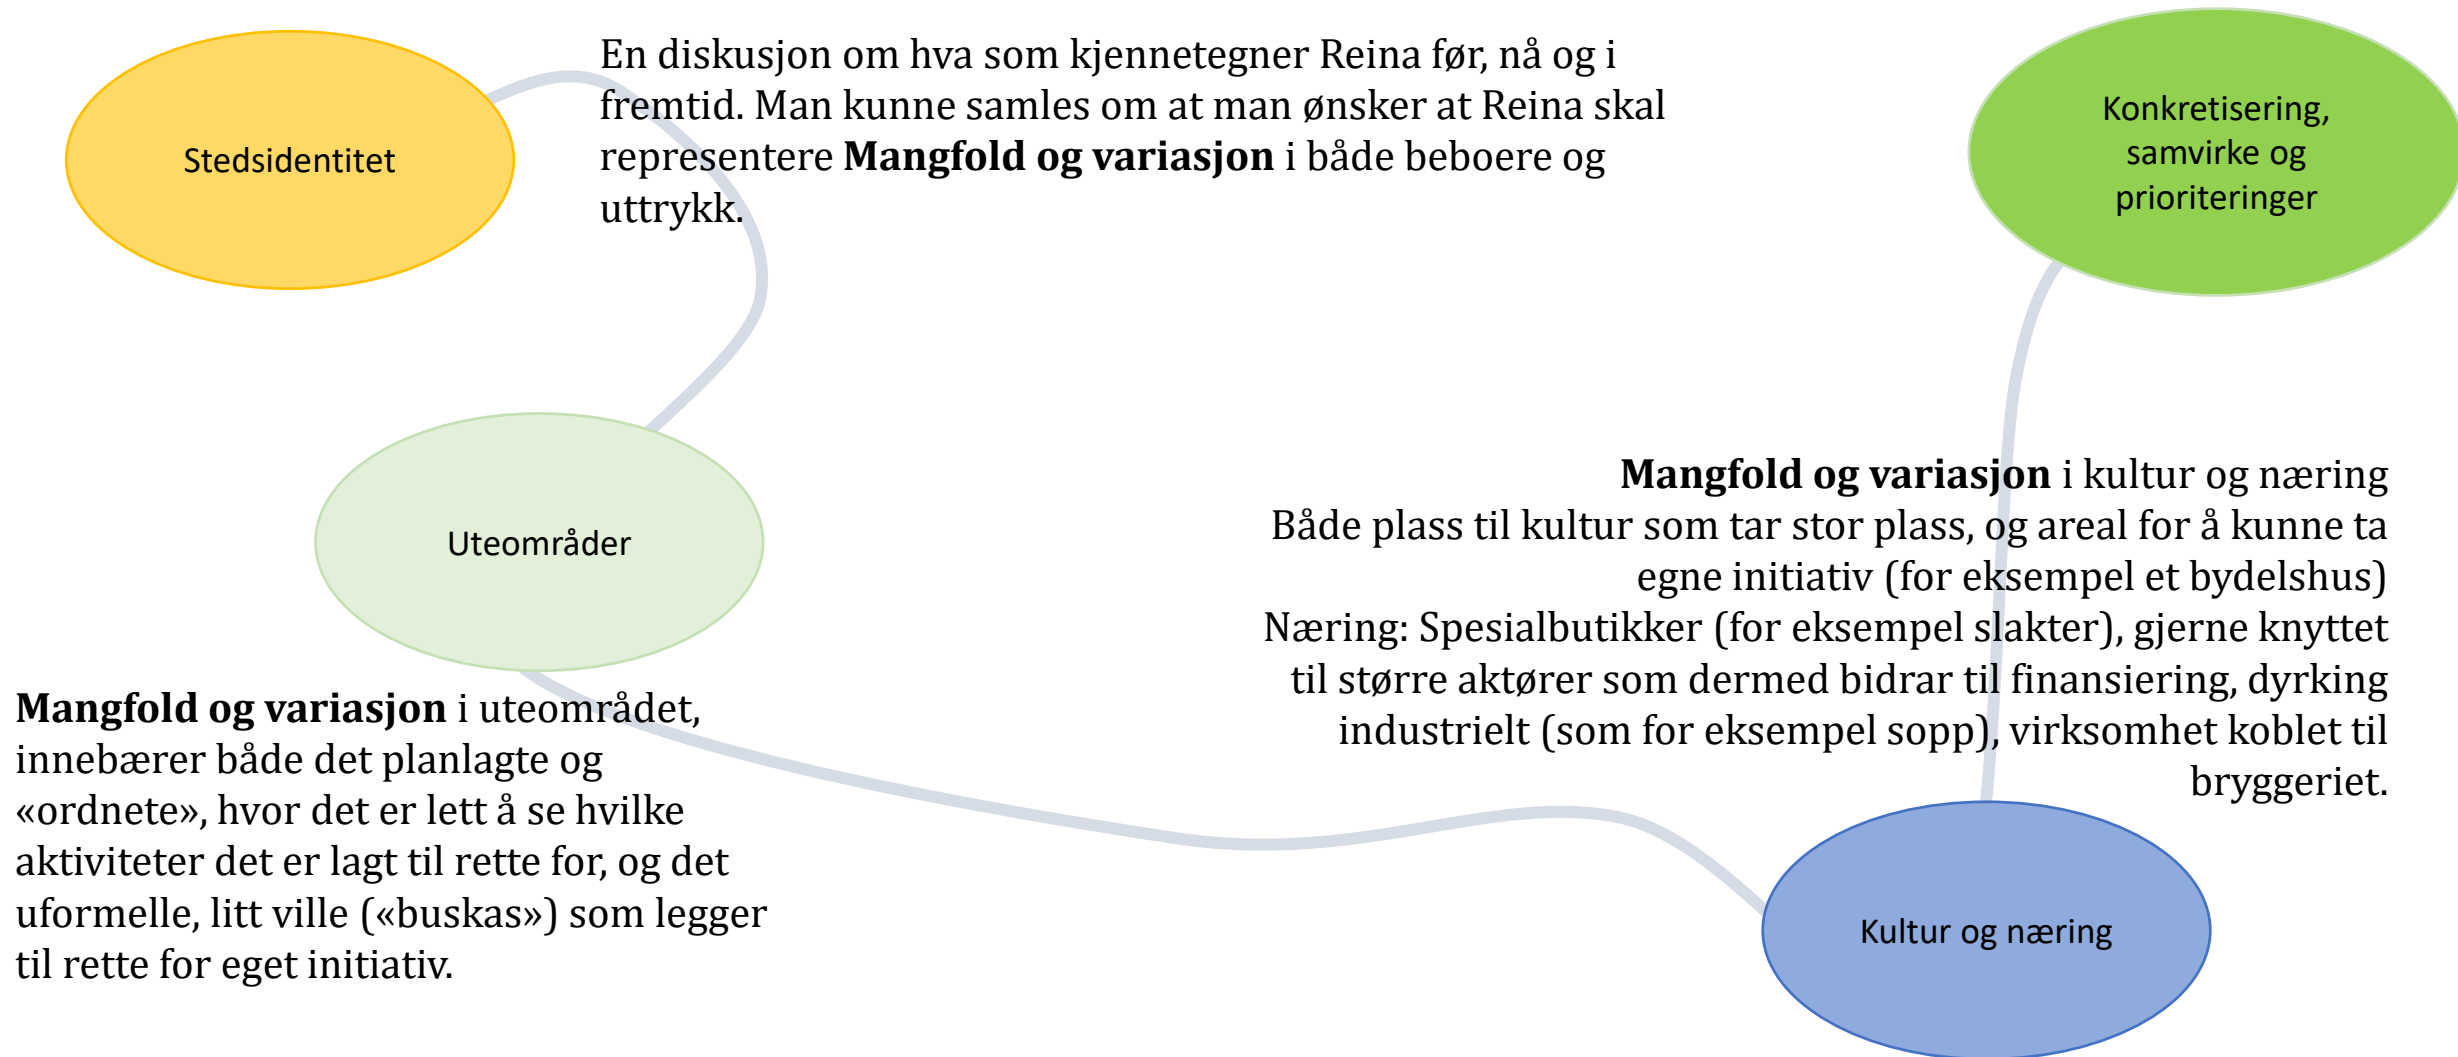 Stedsidentitet
En diskusjon om hva som kjennetegner Reina før, nå og i
fremtid. Man kunne samles om at man ønsker at Reina skal
representere Mangfold og variasjon i både beboere og
uttrykk.
Uteområder
Mangfold og variasjon i uteområdet,
innebærer både det planlagte og
«ordnete», hvor det er lett å se hvilke
aktiviteter det er lagt til rette for, og det
uformelle, litt ville («buskas») som legger
til rette for eget initiativ.
Kultur og næring
Mangfold og variasjon i kultur og næring
Både plass til kultur som tar stor plass, og areal for å kunne ta
egne initiativ (for eksempel et bydelshus)
Næring: Spesialbutikker (for eksempel slakter), gjerne knyttet
til større aktører som dermed bidrar til finansiering, dyrking
industrielt (som for eksempel sopp), virksomhet koblet til
bryggeriet.
Konkretisering,
samvirke og
prioriteringer